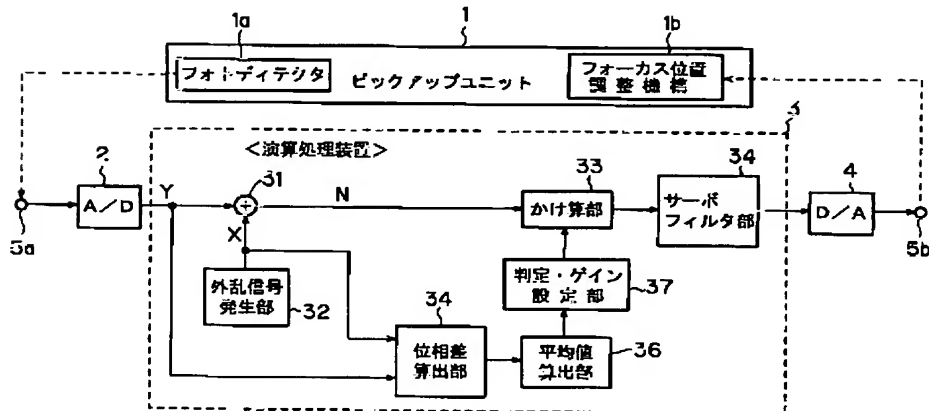 1
1a
1b
フォトディテクタ
ピックアップユニット
フォーカス位置
調整機構
3
<演算処理装置>
2
A/D
Y
31
+
N
33
かけ算部
34
サーボ
フィルタ部
4
D/A
5a
5b
X
外乱信号
発生部
32
判定・ゲイン
設定部
37
34
位相差
算出部
平均値
算出部
36